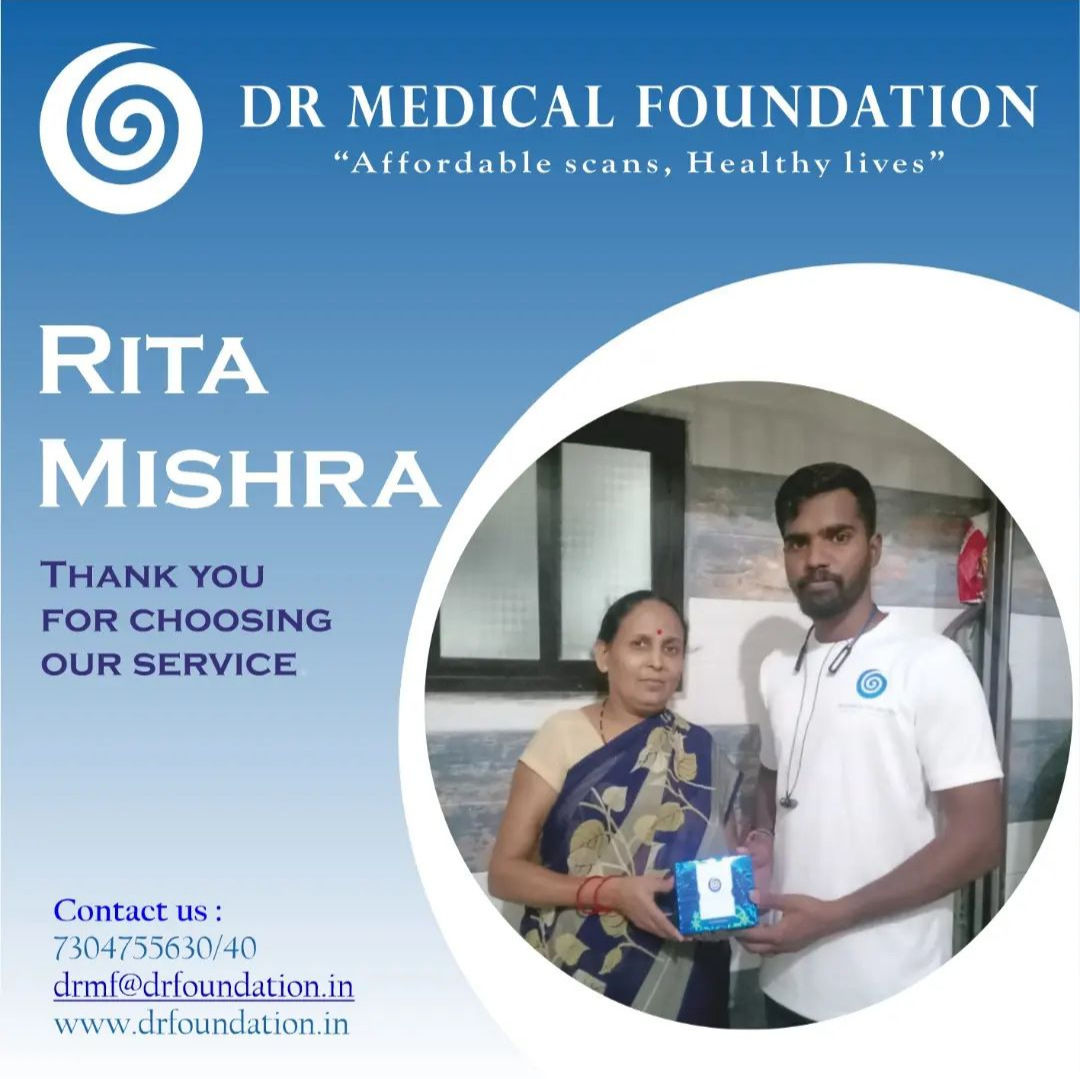 DR MEDICAL FOUNDATION
“Affordable scans, Healthy lives”
RITA
MISHRA
THANK YOU
FOR CHOOSING
OUR SERVICE
Contact us :
7304755630/40
drmf@drfoundation.in
www.drfoundation.in